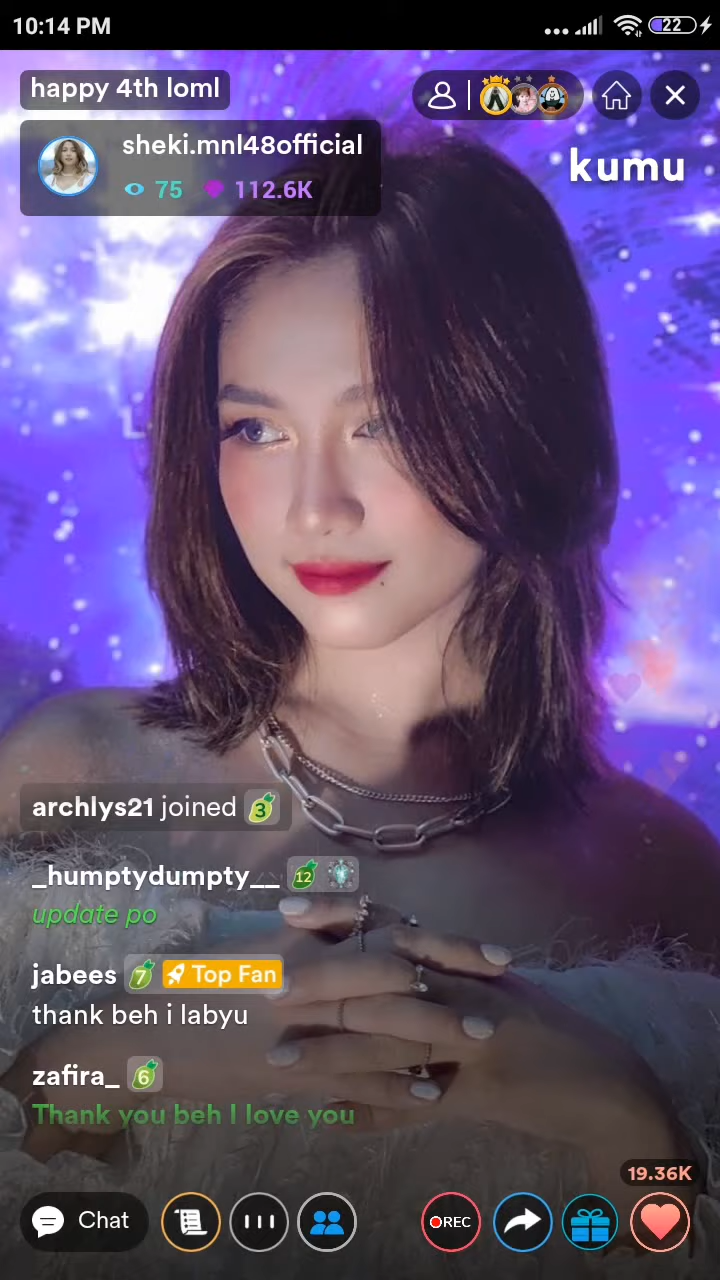 10:14 PM
22
happy 4th loml
sheki.mnl48official
75 112.6K
kumu
archlys21 joined 3
_humptydumpty__ 12
update po
jabees 7 Top Fan
thank beh i labyu
zafira_ 6
Thank you beh I love you
19.36K
Chat
REC